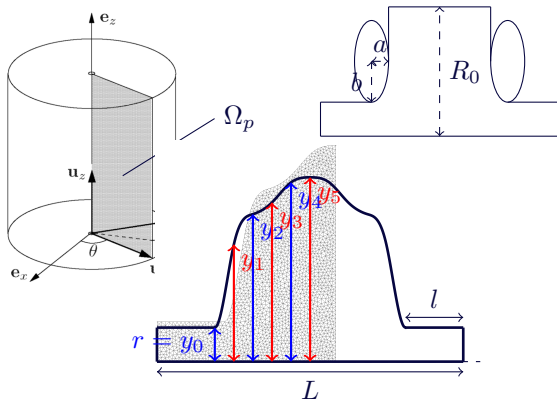 e_z
a
b
R_0
Ω_p
u_z
e_x
θ
u
y_1
y_2
y_3
y_4
y_5
r = y_0
l
L